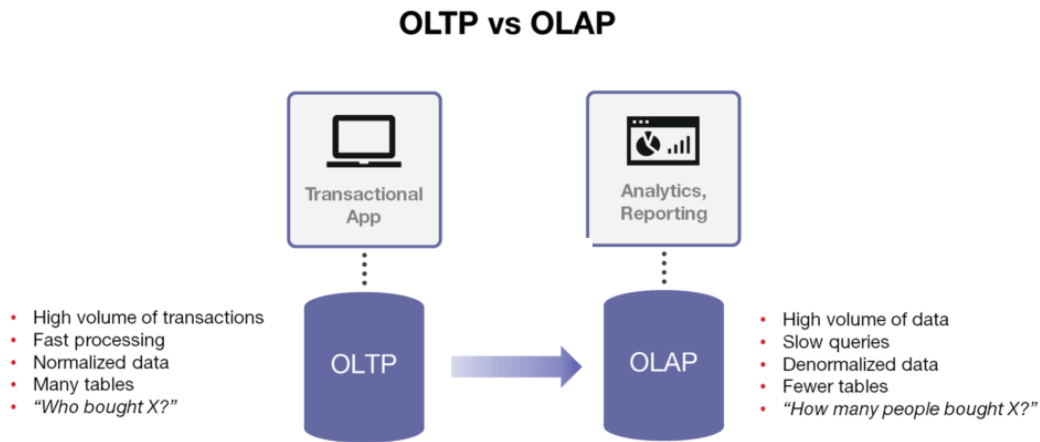 OLTP vs OLAP
Transactional
App
Analytics,
Reporting
• High volume of transactions
• Fast processing
• Normalized data
• Many tables
• “Who bought X?”
OLTP
OLAP
• High volume of data
• Slow queries
• Denormalized data
• Fewer tables
• “How many people bought X?”